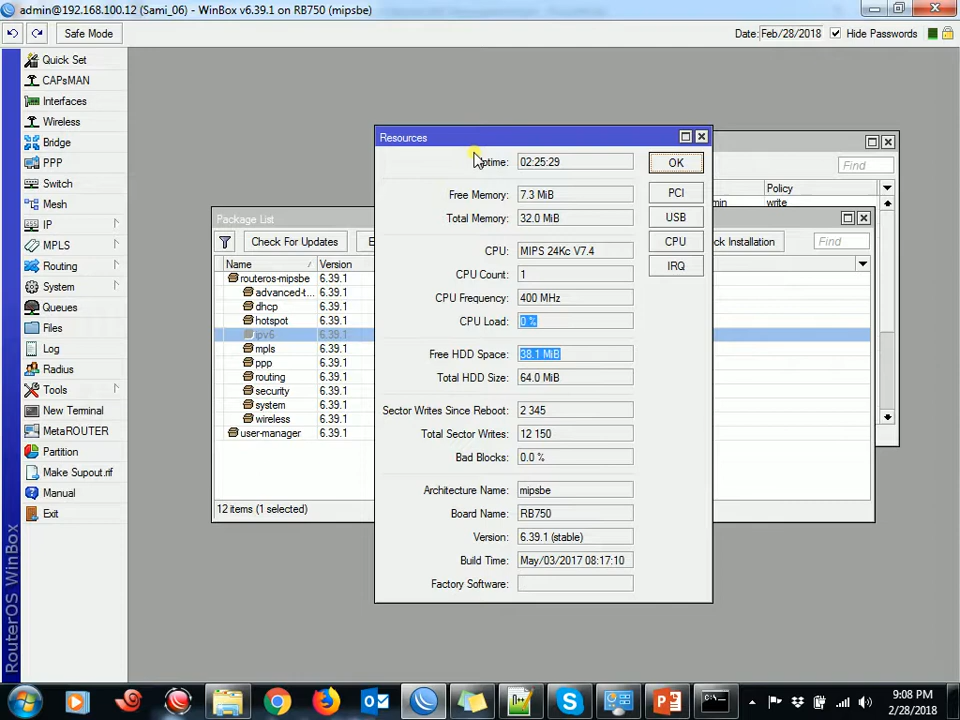 admin@192.168.100.12 (Sami_06) - WinBox v6.39.1 on RB750 (mipsbe)
Safe Mode
Date: Feb/28/2018
Hide Passwords
Quick Set
CAPsMAN
Interfaces
Wireless
Bridge
PPP
Switch
Mesh
IP
MPLS
Routing
System
Queues
Files
Log
Radius
Tools
New Terminal
MetaROUTER
Partition
Make Supout.rif
Manual
Exit
RouterOS WinBox
Find
Policy
write
Package List
Check For Updates
Find
Name / Version
routeros-mipsbe 6.39.1
advanced-t... 6.39.1
dhcp 6.39.1
hotspot 6.39.1
ipv6 6.39.1
mpls 6.39.1
ppp 6.39.1
routing 6.39.1
security 6.39.1
system 6.39.1
wireless 6.39.1
user-manager 6.39.1
12 items (1 selected)
Resources
02:25:29
Free Memory: 7.3 MiB
Total Memory: 32.0 MiB
CPU: MIPS 24Kc V7.4
CPU Count: 1
CPU Frequency: 400 MHz
CPU Load: 0 %
Free HDD Space: 38.1 MiB
Total HDD Size: 64.0 MiB
Sector Writes Since Reboot: 2 345
Total Sector Writes: 12 150
Bad Blocks: 0.0 %
Architecture Name: mipsbe
Board Name: RB750
Version: 6.39.1 (stable)
Build Time: May/03/2017 08:17:10
Factory Software:
OK
PCI
USB
CPU
IRQ
9:08 PM
2/28/2018